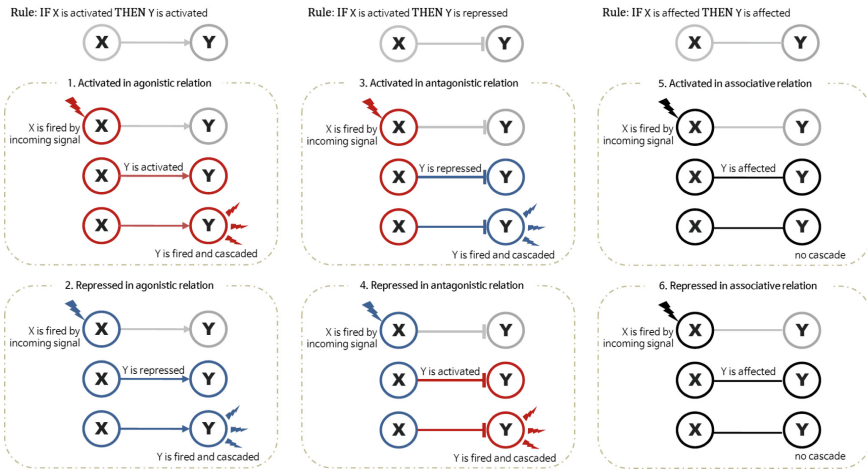 Rule: IF X is activated THEN Y is activated
X Y
1. Activated in agonistic relation
X Y
X is fired by
incoming signal
Y is activated
X Y
X Y
Y is fired and cascaded
2. Repressed in agonistic relation
X Y
X is fired by
incoming signal
Y is repressed
X Y
X Y
Y is fired and cascaded
Rule: IF X is activated THEN Y is repressed
X Y
3. Activated in antagonistic relation
X Y
X is fired by
incoming signal
Y is repressed
X Y
X Y
Y is fired and cascaded
4. Repressed in antagonistic relation
X Y
X is fired by
incoming signal
Y is activated
X Y
X Y
Y is fired and cascaded
Rule: IF X is affected THEN Y is affected
X Y
5. Activated in associative relation
X Y
X is fired by
incoming signal
Y is affected
X Y
X Y
no cascade
6. Repressed in associative relation
X Y
X is fired by
incoming signal
Y is affected
X Y
X Y
no cascade